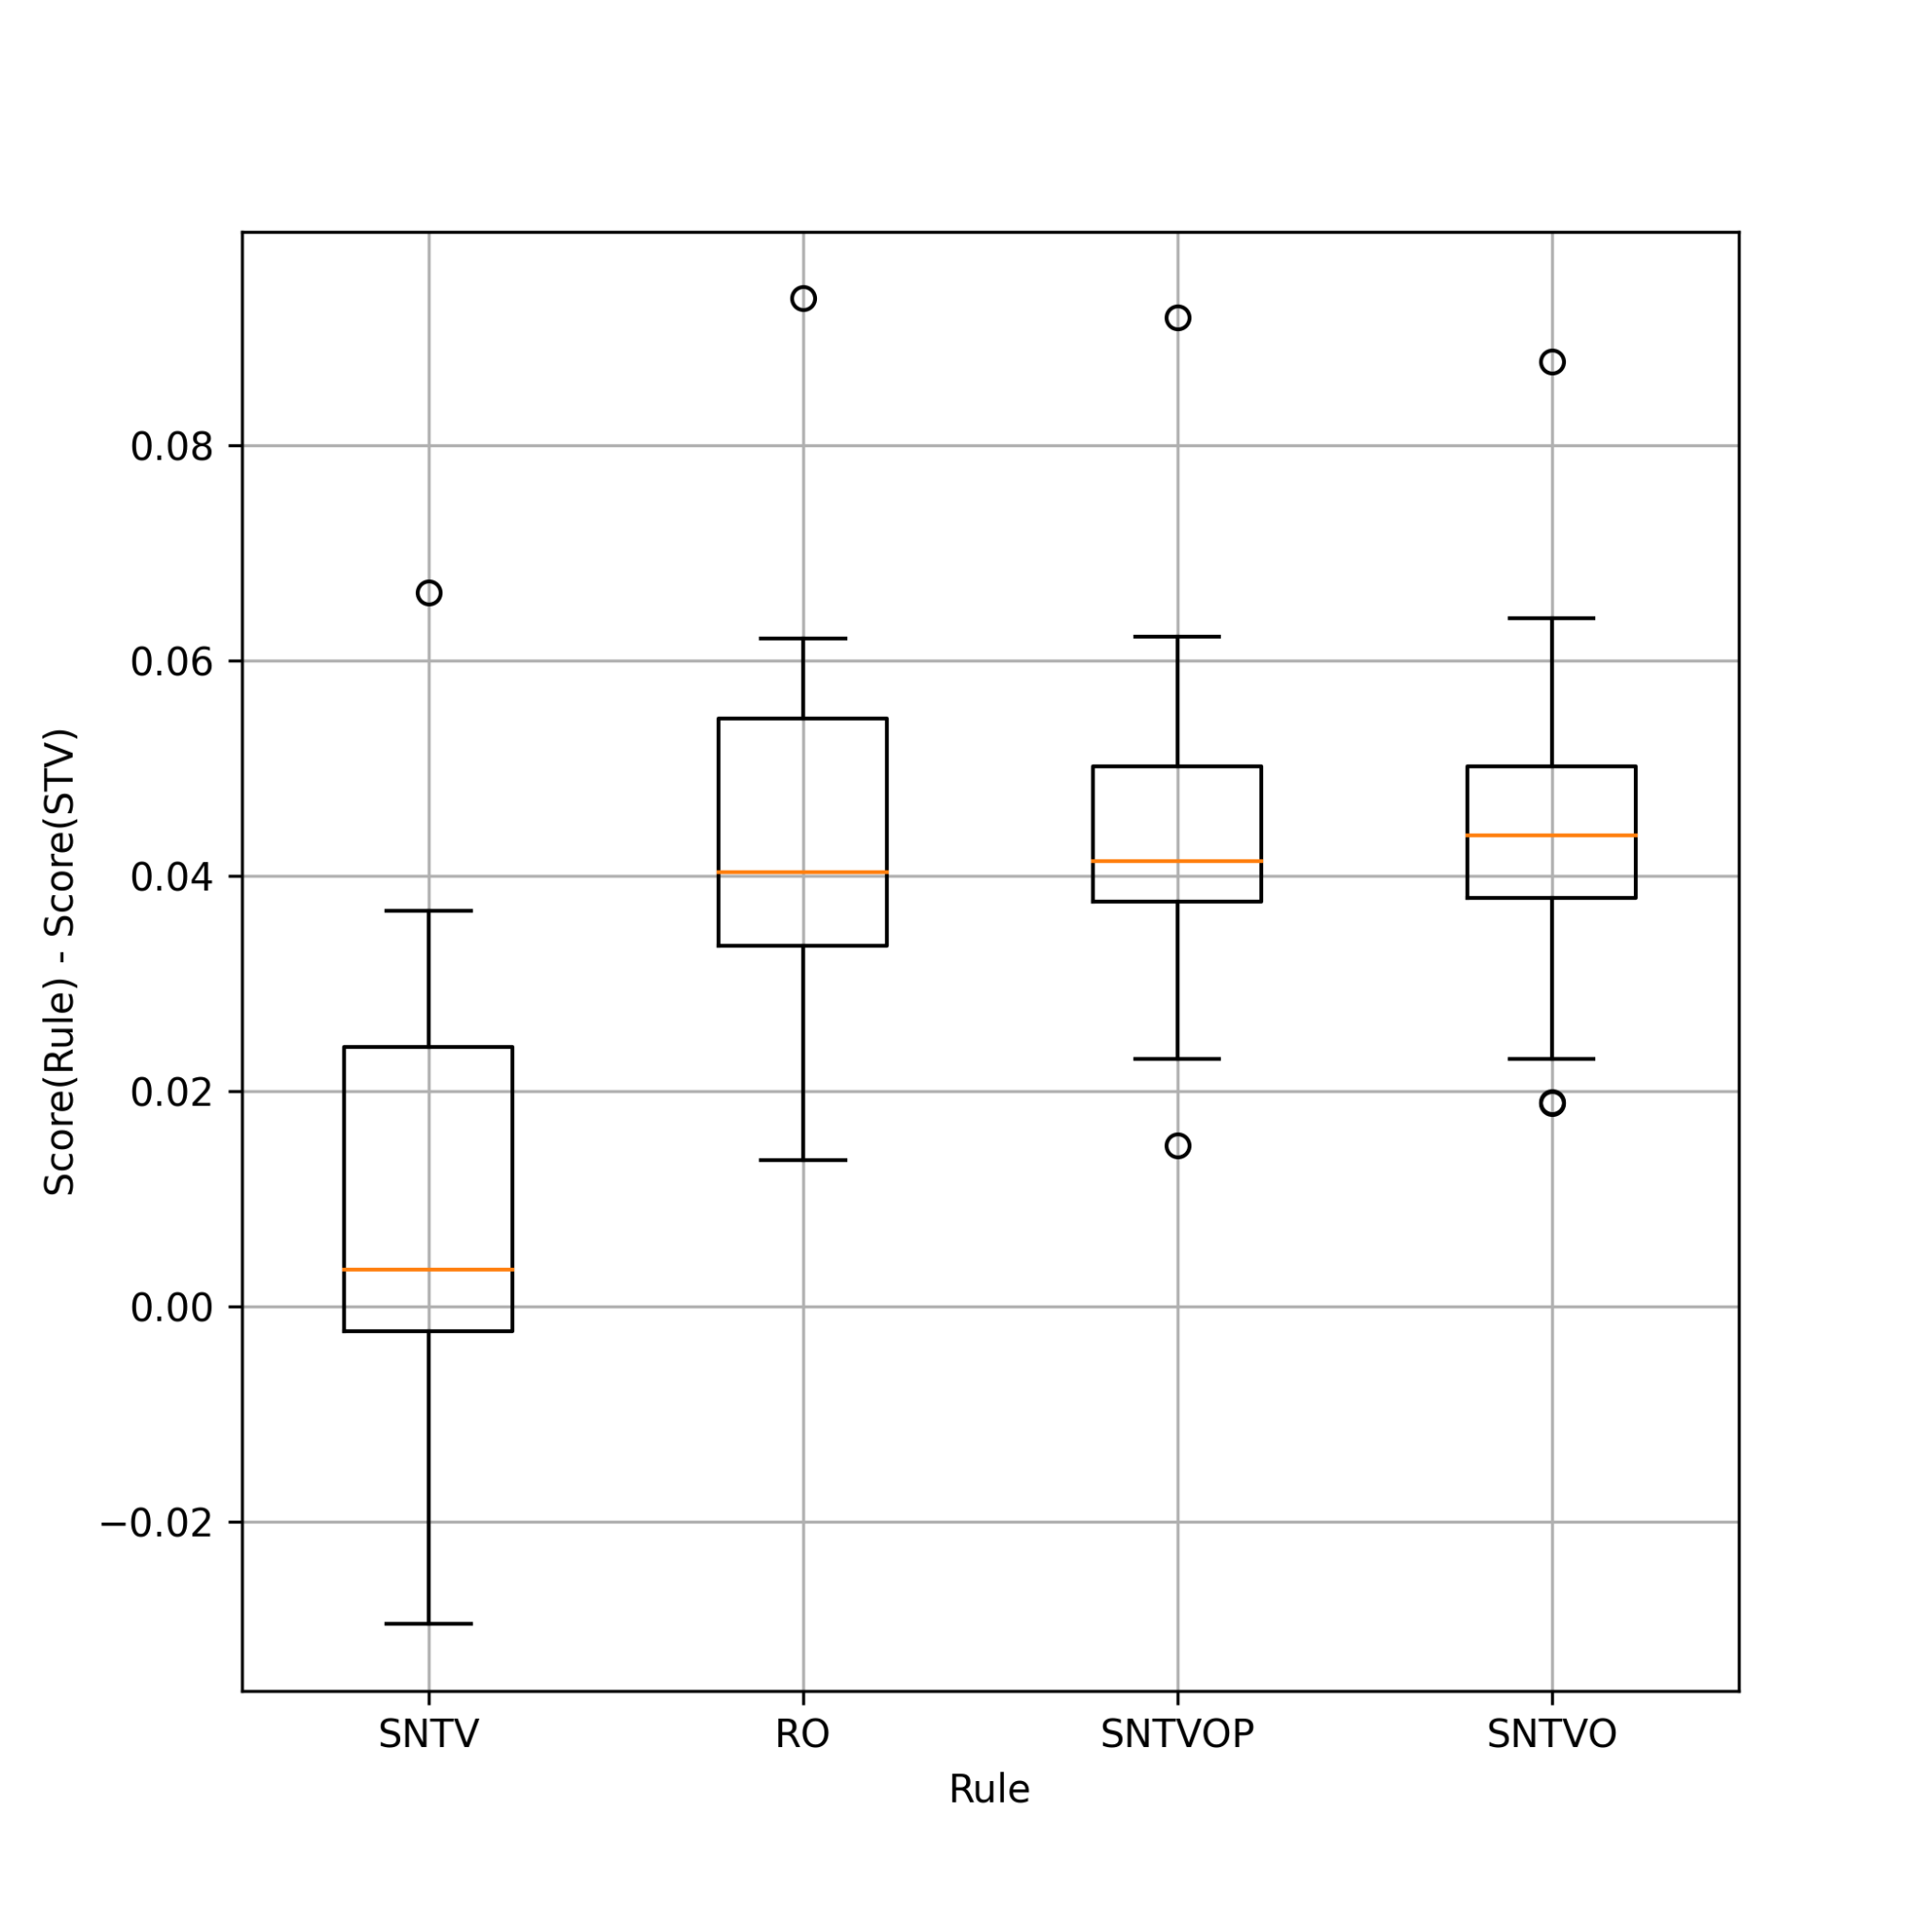 0.08
0.06
0.04
0.02
0.00
−0.02
Score(Rule) - Score(STV)
SNTV
RO
SNTVOP
SNTVO
Rule